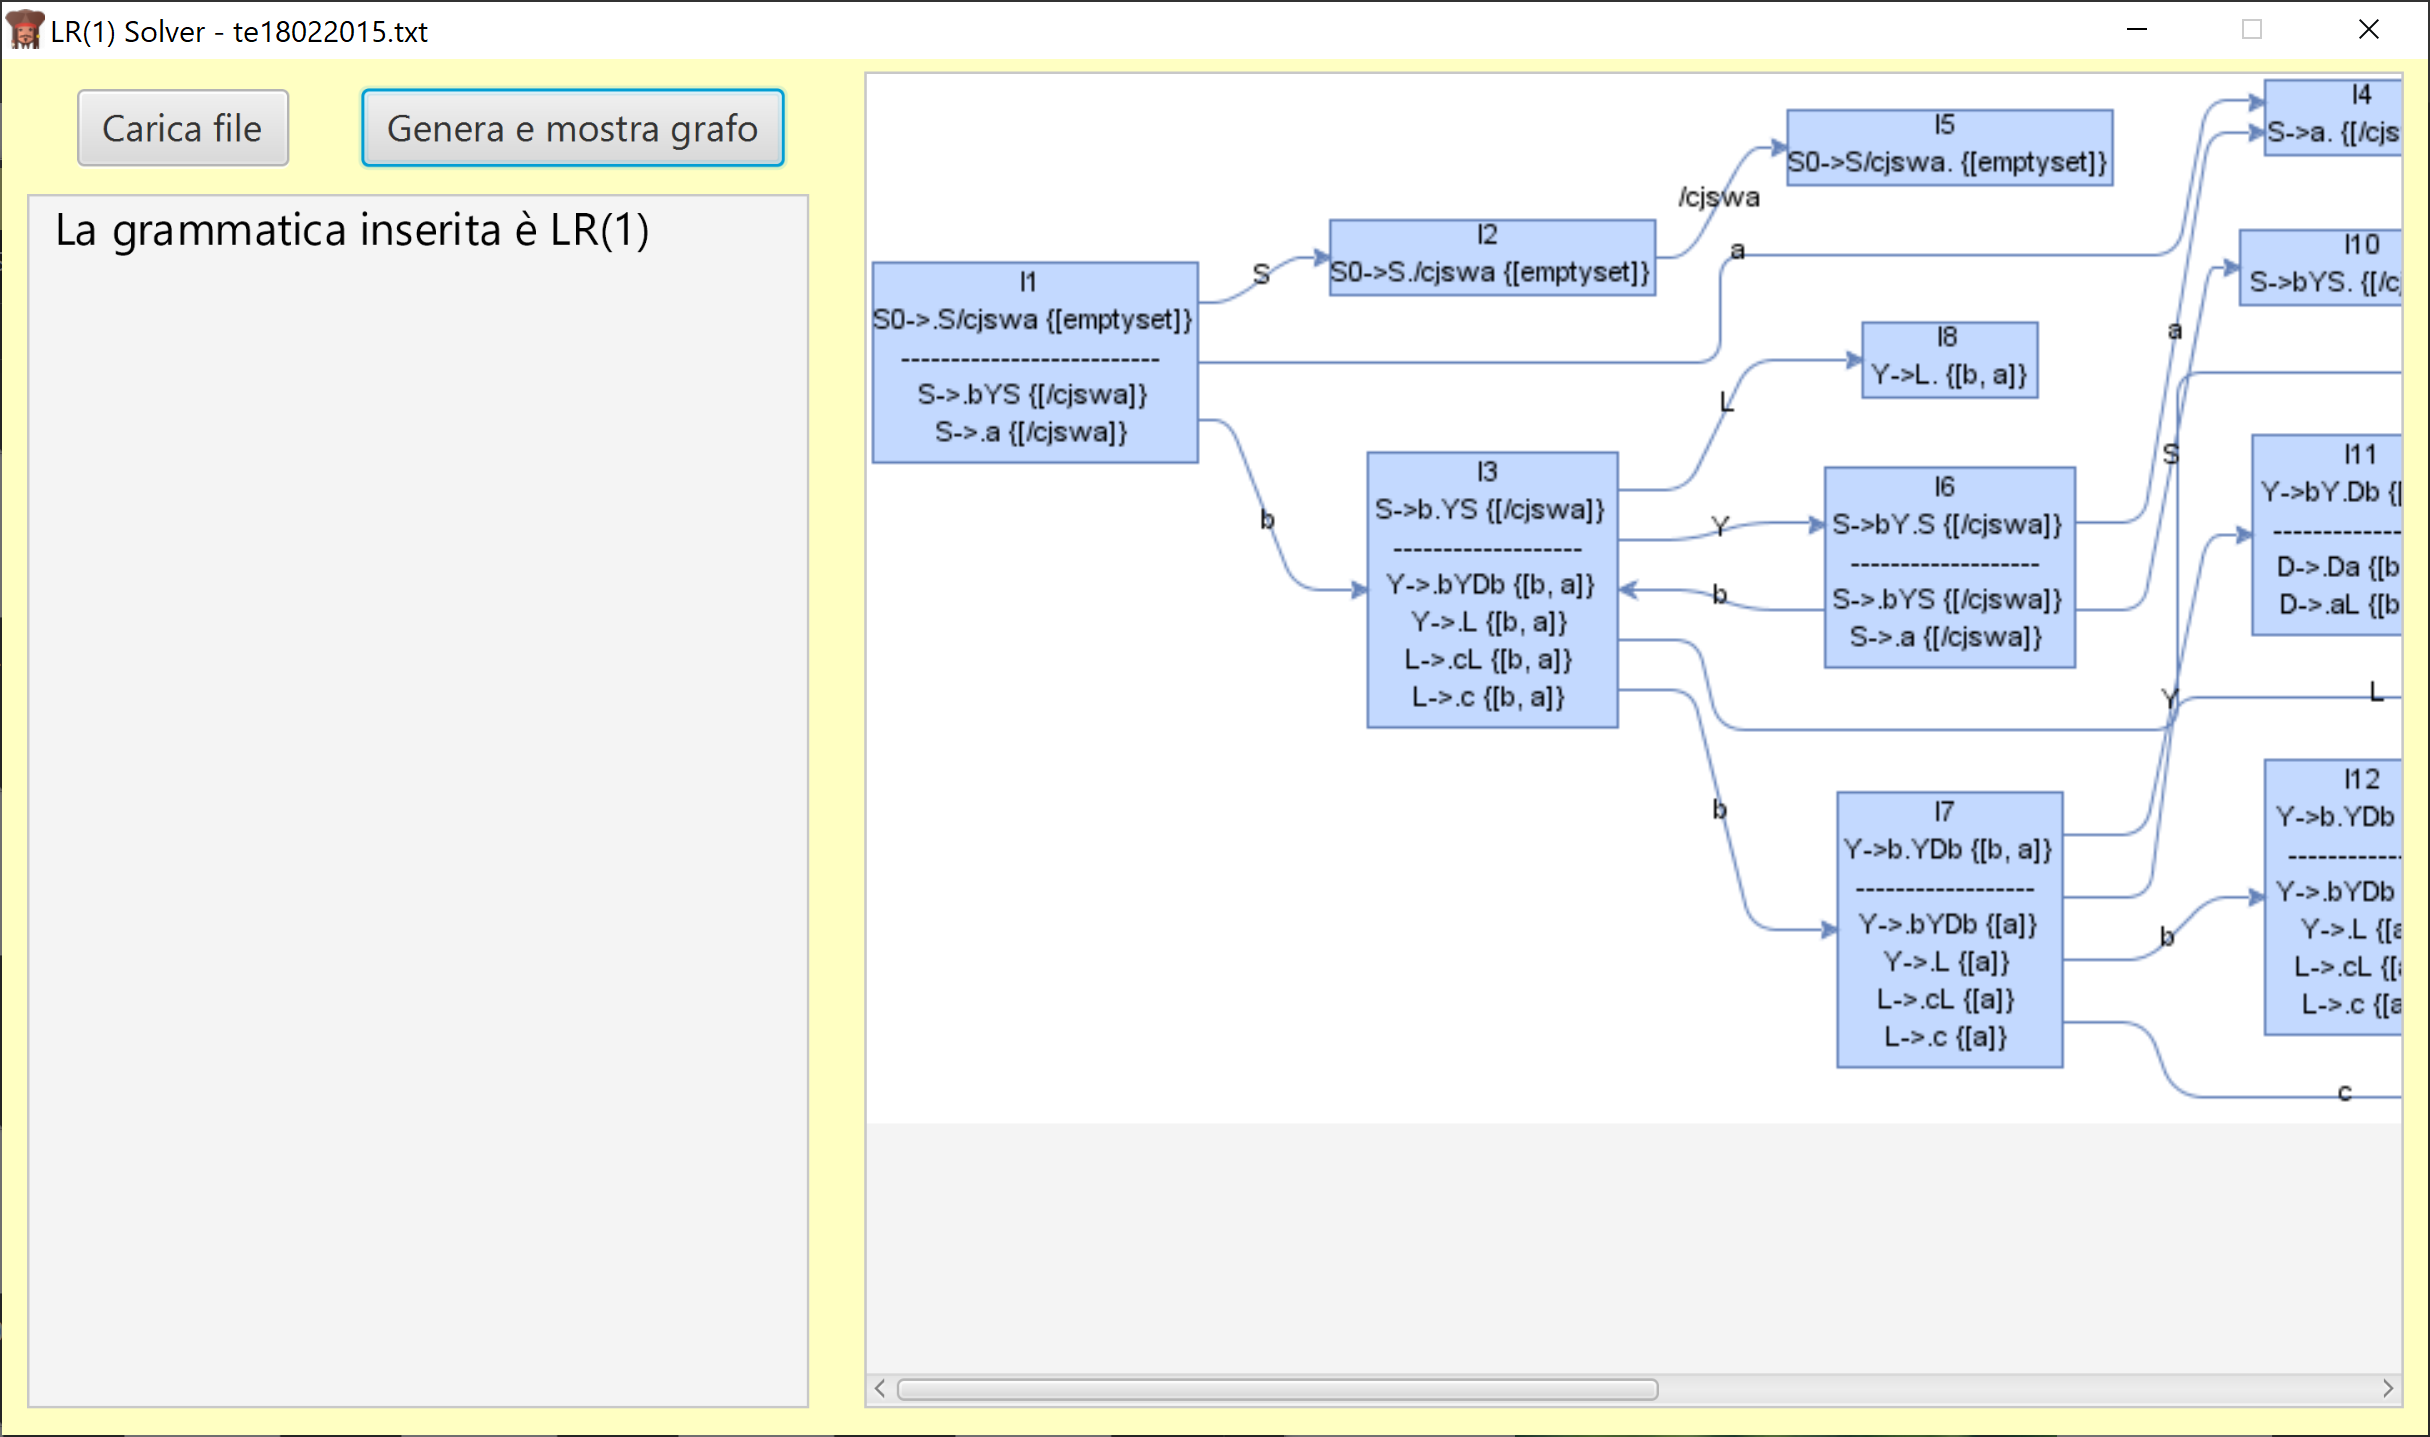 LR(1) Solver - te18022015.txt
Carica file
Genera e mostra grafo
La grammatica inserita è LR(1)
I1
S0->.S/cjswa {[emptyset]}
--------------------------
S->.bYS {[/cjswa]}
S->.a {[/cjswa]}
S
a
b
I2
S0->S./cjswa {[emptyset]}
/cjswa
I5
S0->S/cjswa. {[emptyset]}
I3
S->b.YS {[/cjswa]}
-------------------
Y->.bYDb {[b, a]}
Y->.L {[b, a]}
L->.cL {[b, a]}
L->.c {[b, a]}
L
Y
b
b
I8
Y->L. {[b, a]}
I6
S->bY.S {[/cjswa]}
-------------------
S->.bYS {[/cjswa]}
S->.a {[/cjswa]}
a
S
I7
Y->b.YDb {[b, a]}
------------------
Y->.bYDb {[a]}
Y->.L {[a]}
L->.cL {[a]}
L->.c {[a]}
Y
L
b
c
I4
S->a. {[/cjs
I10
S->bYS. {[/c
I11
Y->bY.Db {[
-------------
D->.Da {[b
D->.aL {[b
I12
Y->b.YDb
------------
Y->.bYDb
Y->.L {[a
L->.cL {[
L->.c {[a